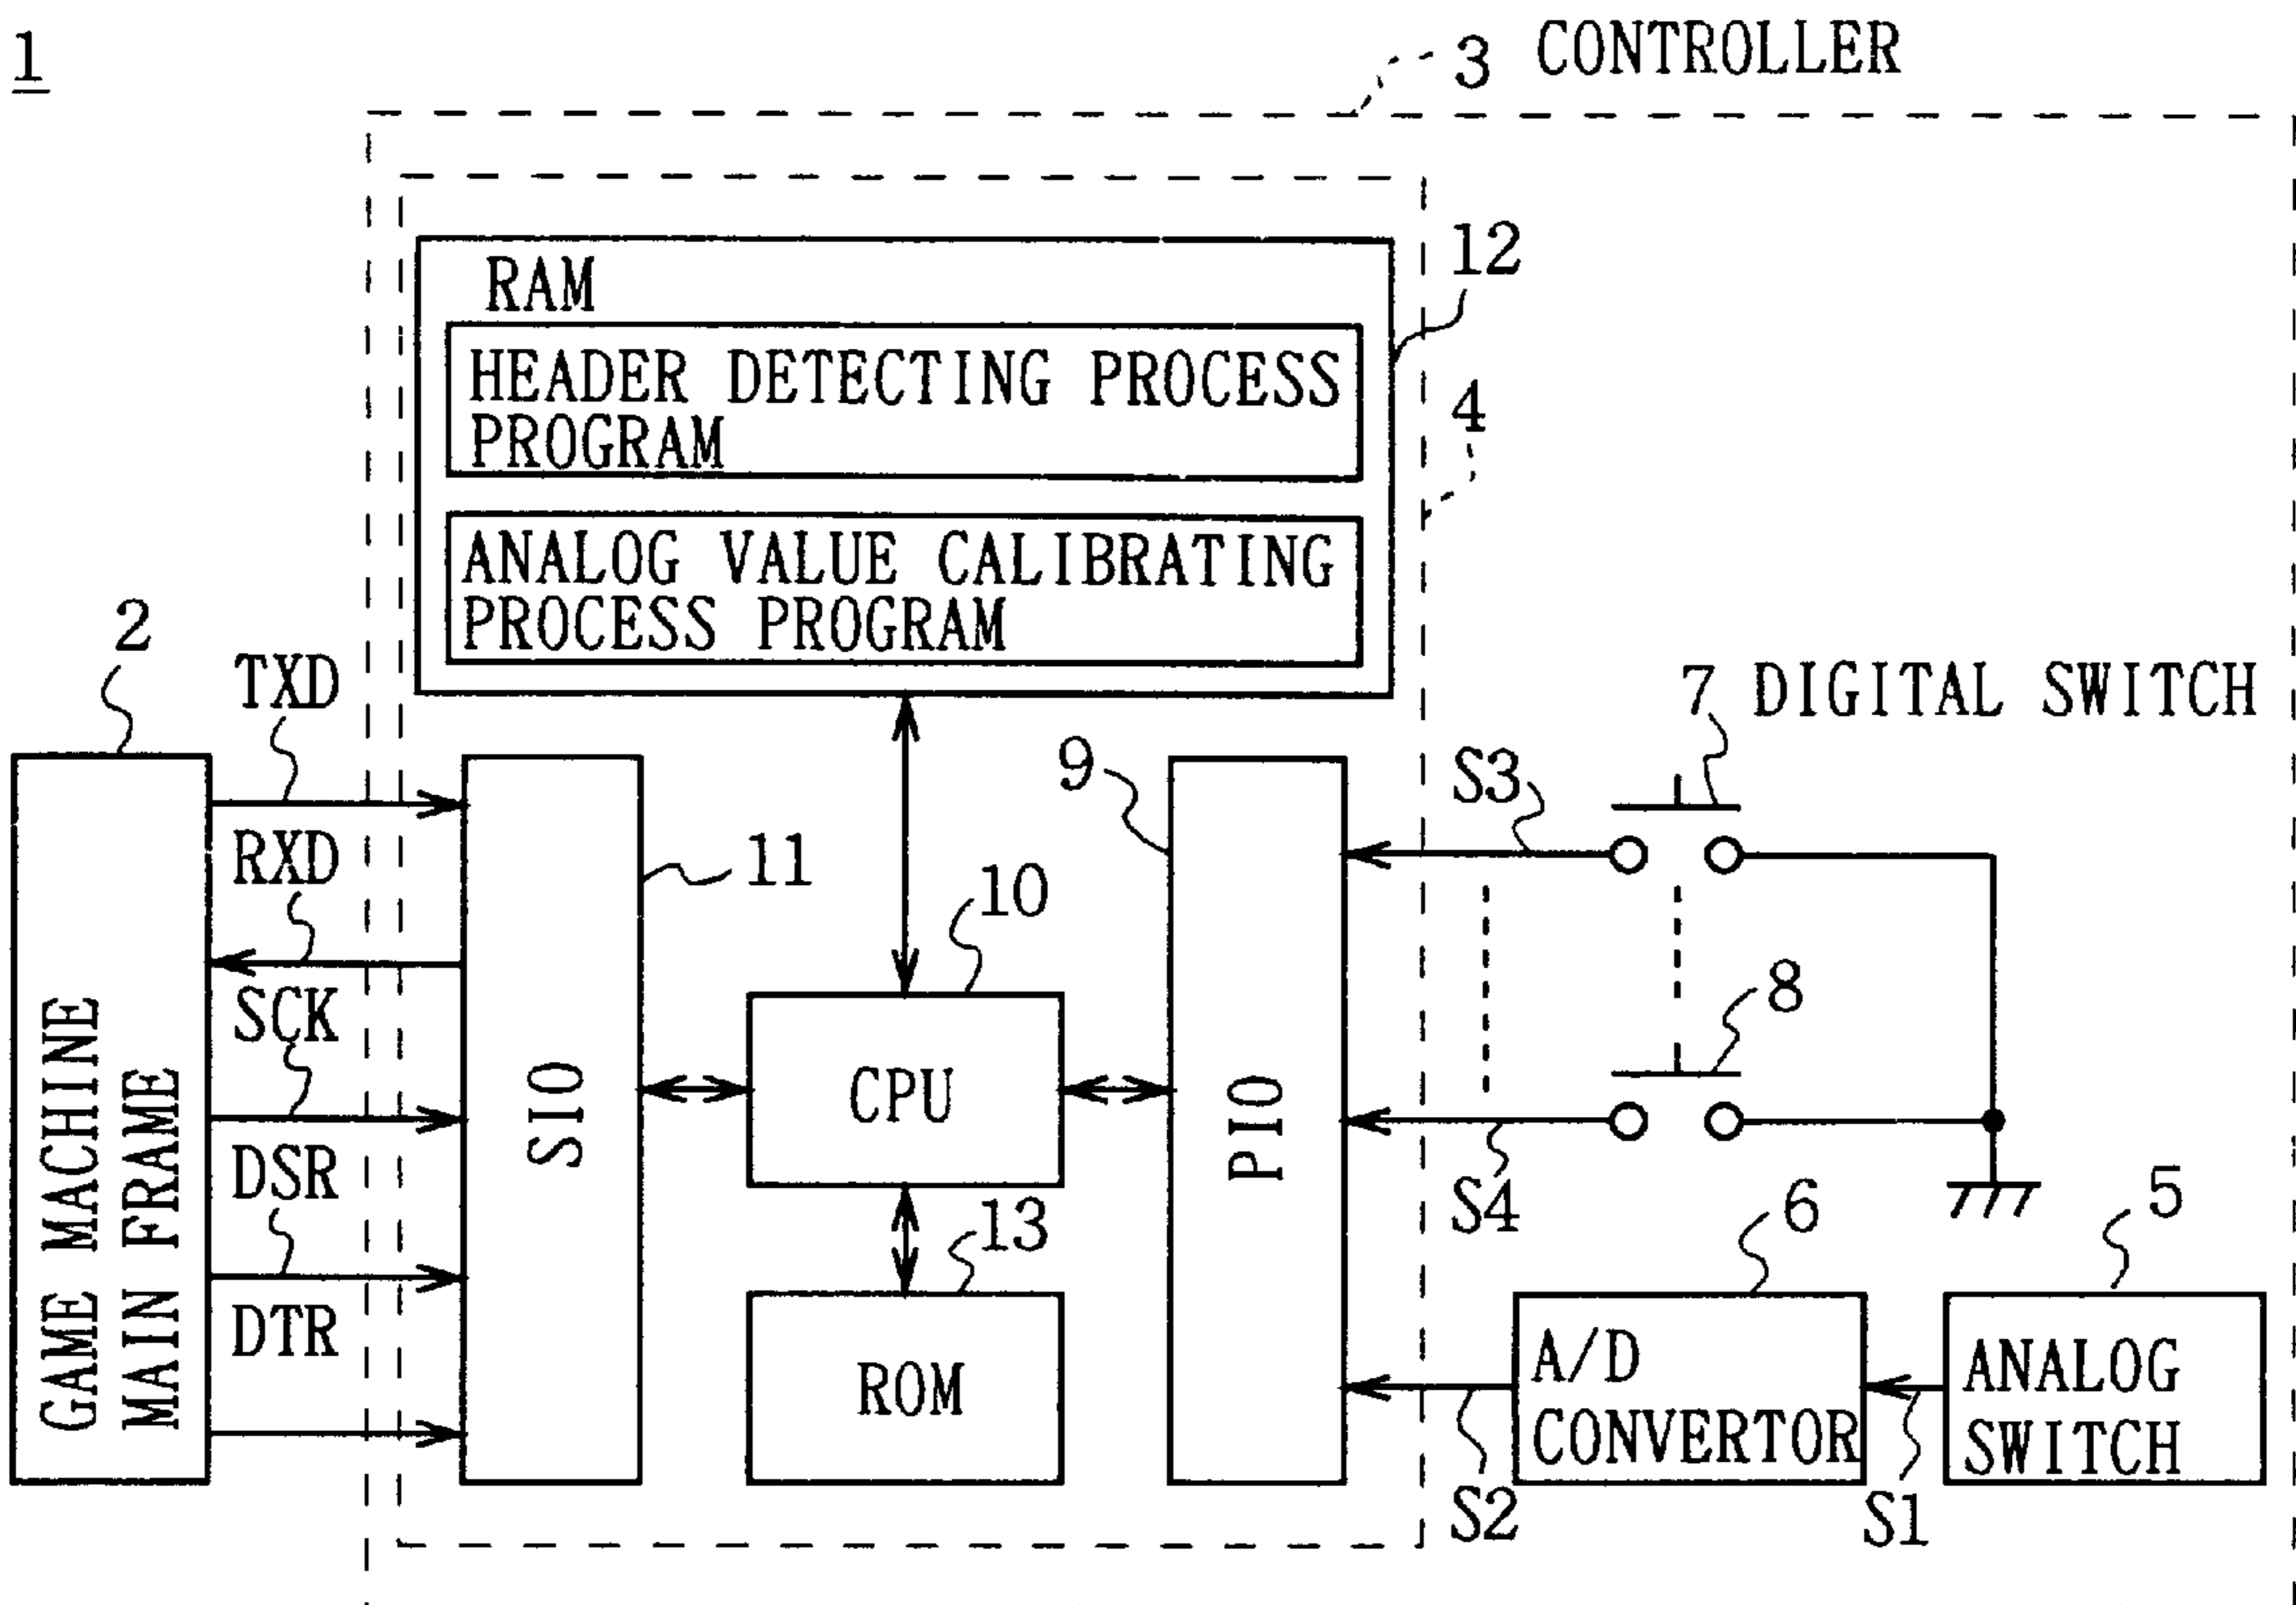 1
3 CONTROLLER
12
RAM
HEADER DETECTING PROCESS
PROGRAM
4
ANALOG VALUE CALIBRATING
PROCESS PROGRAM
2
TXD
7 DIGITAL SWITCH
S3
9
RXD
11
10
8
SCK
GAME MACHINE
MAIN FRAME
SIO
CPU
PIO
DSR
S4
13
6
5
DTR
ROM
A/D
CONVERTOR
ANALOG
SWITCH
S2
S1